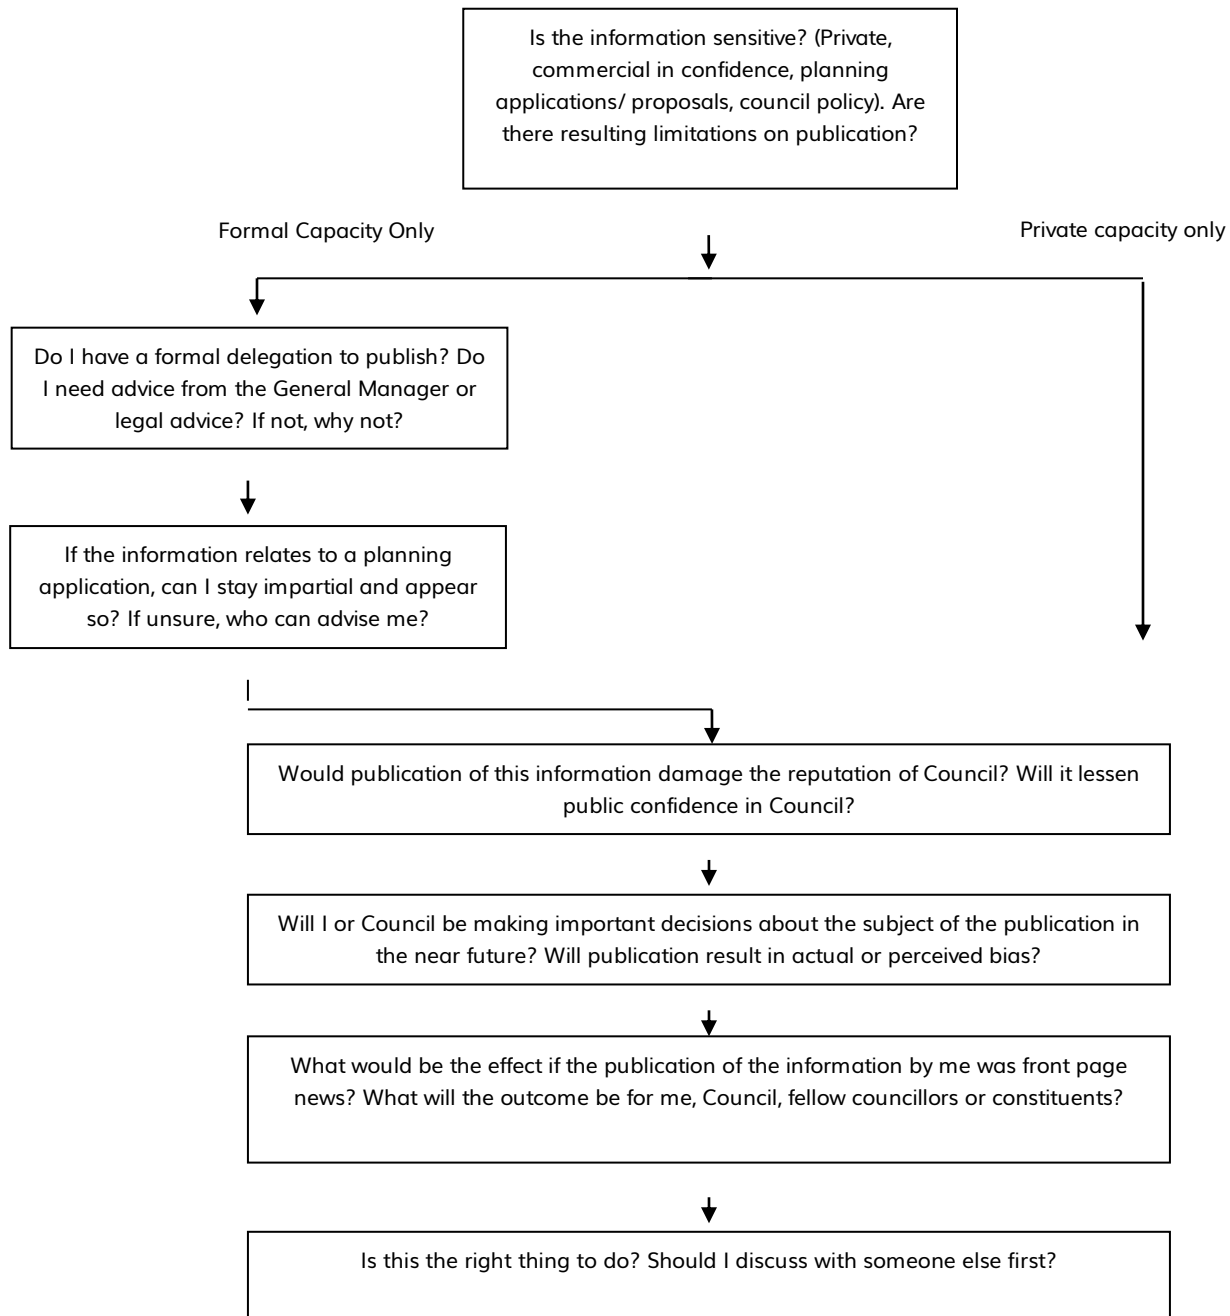 Is the information sensitive? (Private,
commercial in confidence, planning
applications/ proposals, council policy). Are
there resulting limitations on publication?
Formal Capacity Only
Private capacity only
Do I have a formal delegation to publish? Do
I need advice from the General Manager or
legal advice? If not, why not?
If the information relates to a planning
application, can I stay impartial and appear
so? If unsure, who can advise me?
Would publication of this information damage the reputation of Council? Will it lessen
public confidence in Council?
Will I or Council be making important decisions about the subject of the publication in
the near future? Will publication result in actual or perceived bias?
What would be the effect if the publication of the information by me was front page
news? What will the outcome be for me, Council, fellow councillors or constituents?
Is this the right thing to do? Should I discuss with someone else first?